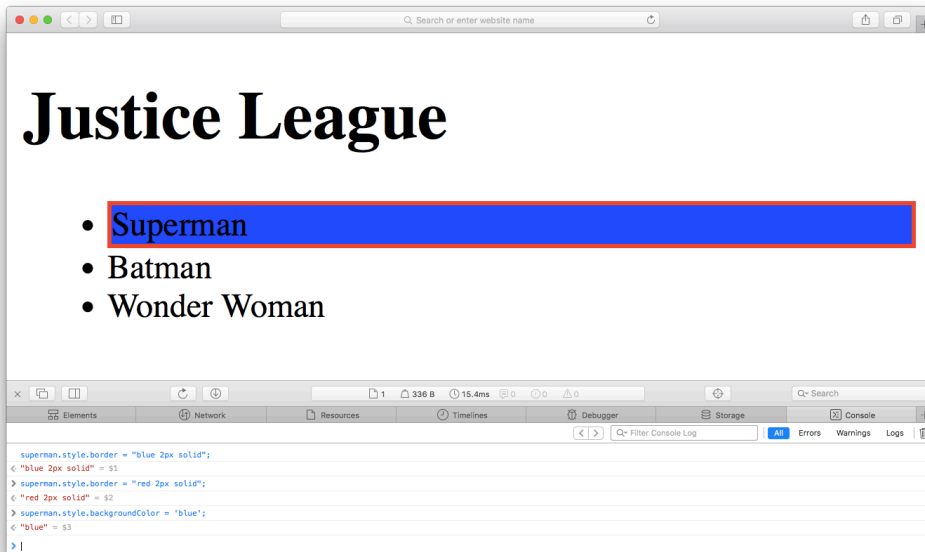 Search or enter website name
Justice League
• Superman
• Batman
• Wonder Woman
1 336 B 15.4ms 0 0 0 Search
Elements Network Resources Timelines Debugger Storage Console
Filter Console Log All Errors Warnings Logs
superman.style.border = "blue 2px solid";
"blue 2px solid" = $1
> superman.style.border = "red 2px solid";
"red 2px solid" = $2
> superman.style.backgroundColor = 'blue';
"blue" = $3
>